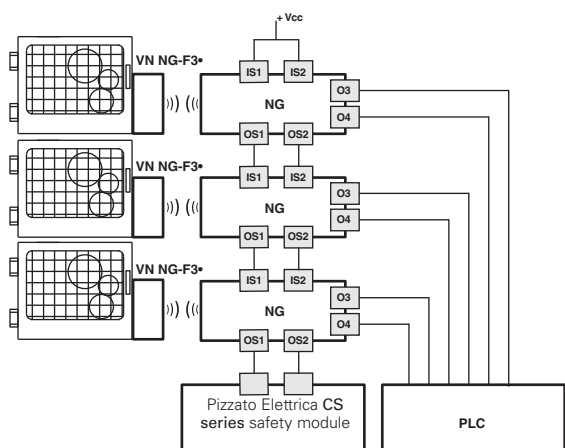 + Vcc
VN NG-F3•
IS1 IS2
O3
NG
O4
OS1 OS2
VN NG-F3•
IS1 IS2
O3
NG
O4
OS1 OS2
VN NG-F3•
IS1 IS2
O3
NG
O4
OS1 OS2
Pizzato Elettrica CS
series safety module
PLC